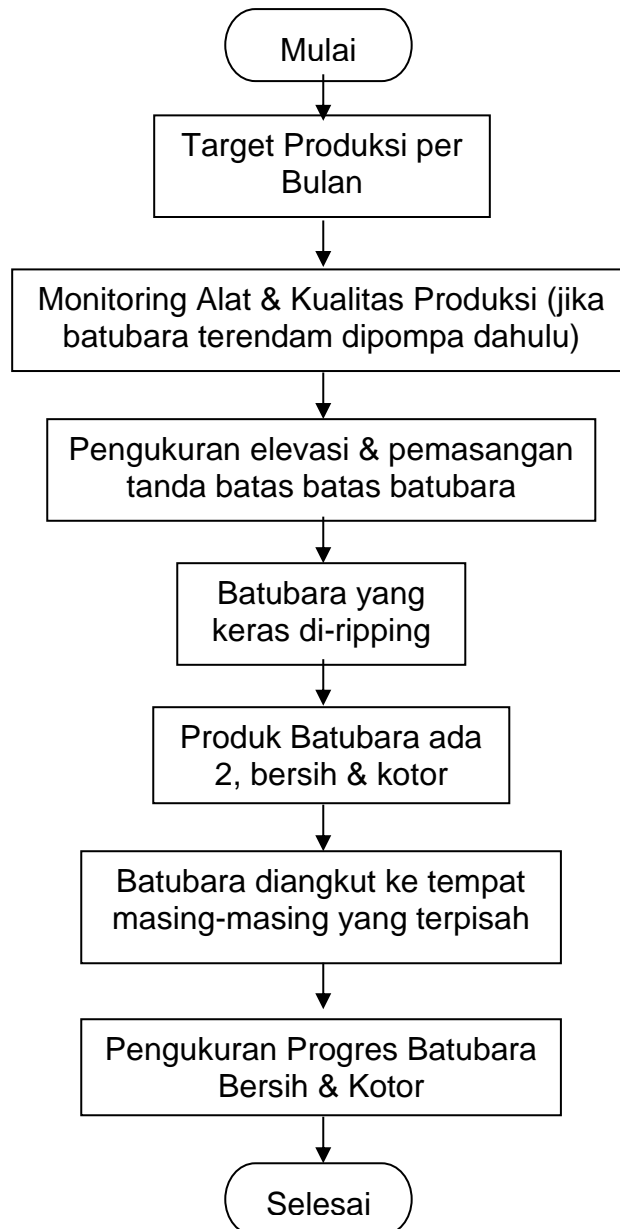 Mulai
Target Produksi per
Bulan
Monitoring Alat & Kualitas Produksi (jika
batubara terendam dipompa dahulu)
Pengukuran elevasi & pemasangan
tanda batas batas batubara
Batubara yang
keras di-ripping
Produk Batubara ada
2, bersih & kotor
Batubara diangkut ke tempat
masing-masing yang terpisah
Pengukuran Progres Batubara
Bersih & Kotor
Selesai